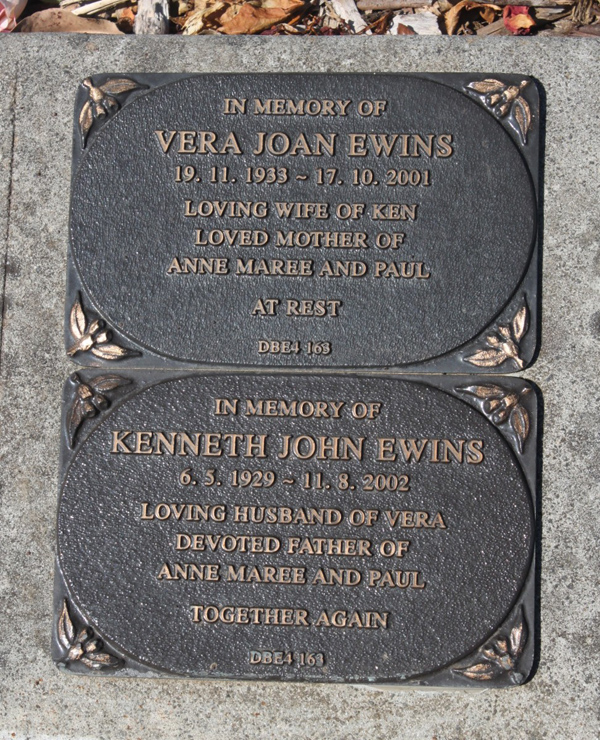 IN MEMORY OF
VERA JOAN EWINS
19. 11. 1933 ~ 17. 10. 2001
LOVING WIFE OF KEN
LOVED MOTHER OF
ANNE MAREE AND PAUL
AT REST
DBE4 163
IN MEMORY OF
KENNETH JOHN EWINS
6. 5. 1929 ~ 11. 8. 2002
LOVING HUSBAND OF VERA
DEVOTED FATHER OF
ANNE MAREE AND PAUL
TOGETHER AGAIN
DBE4 163